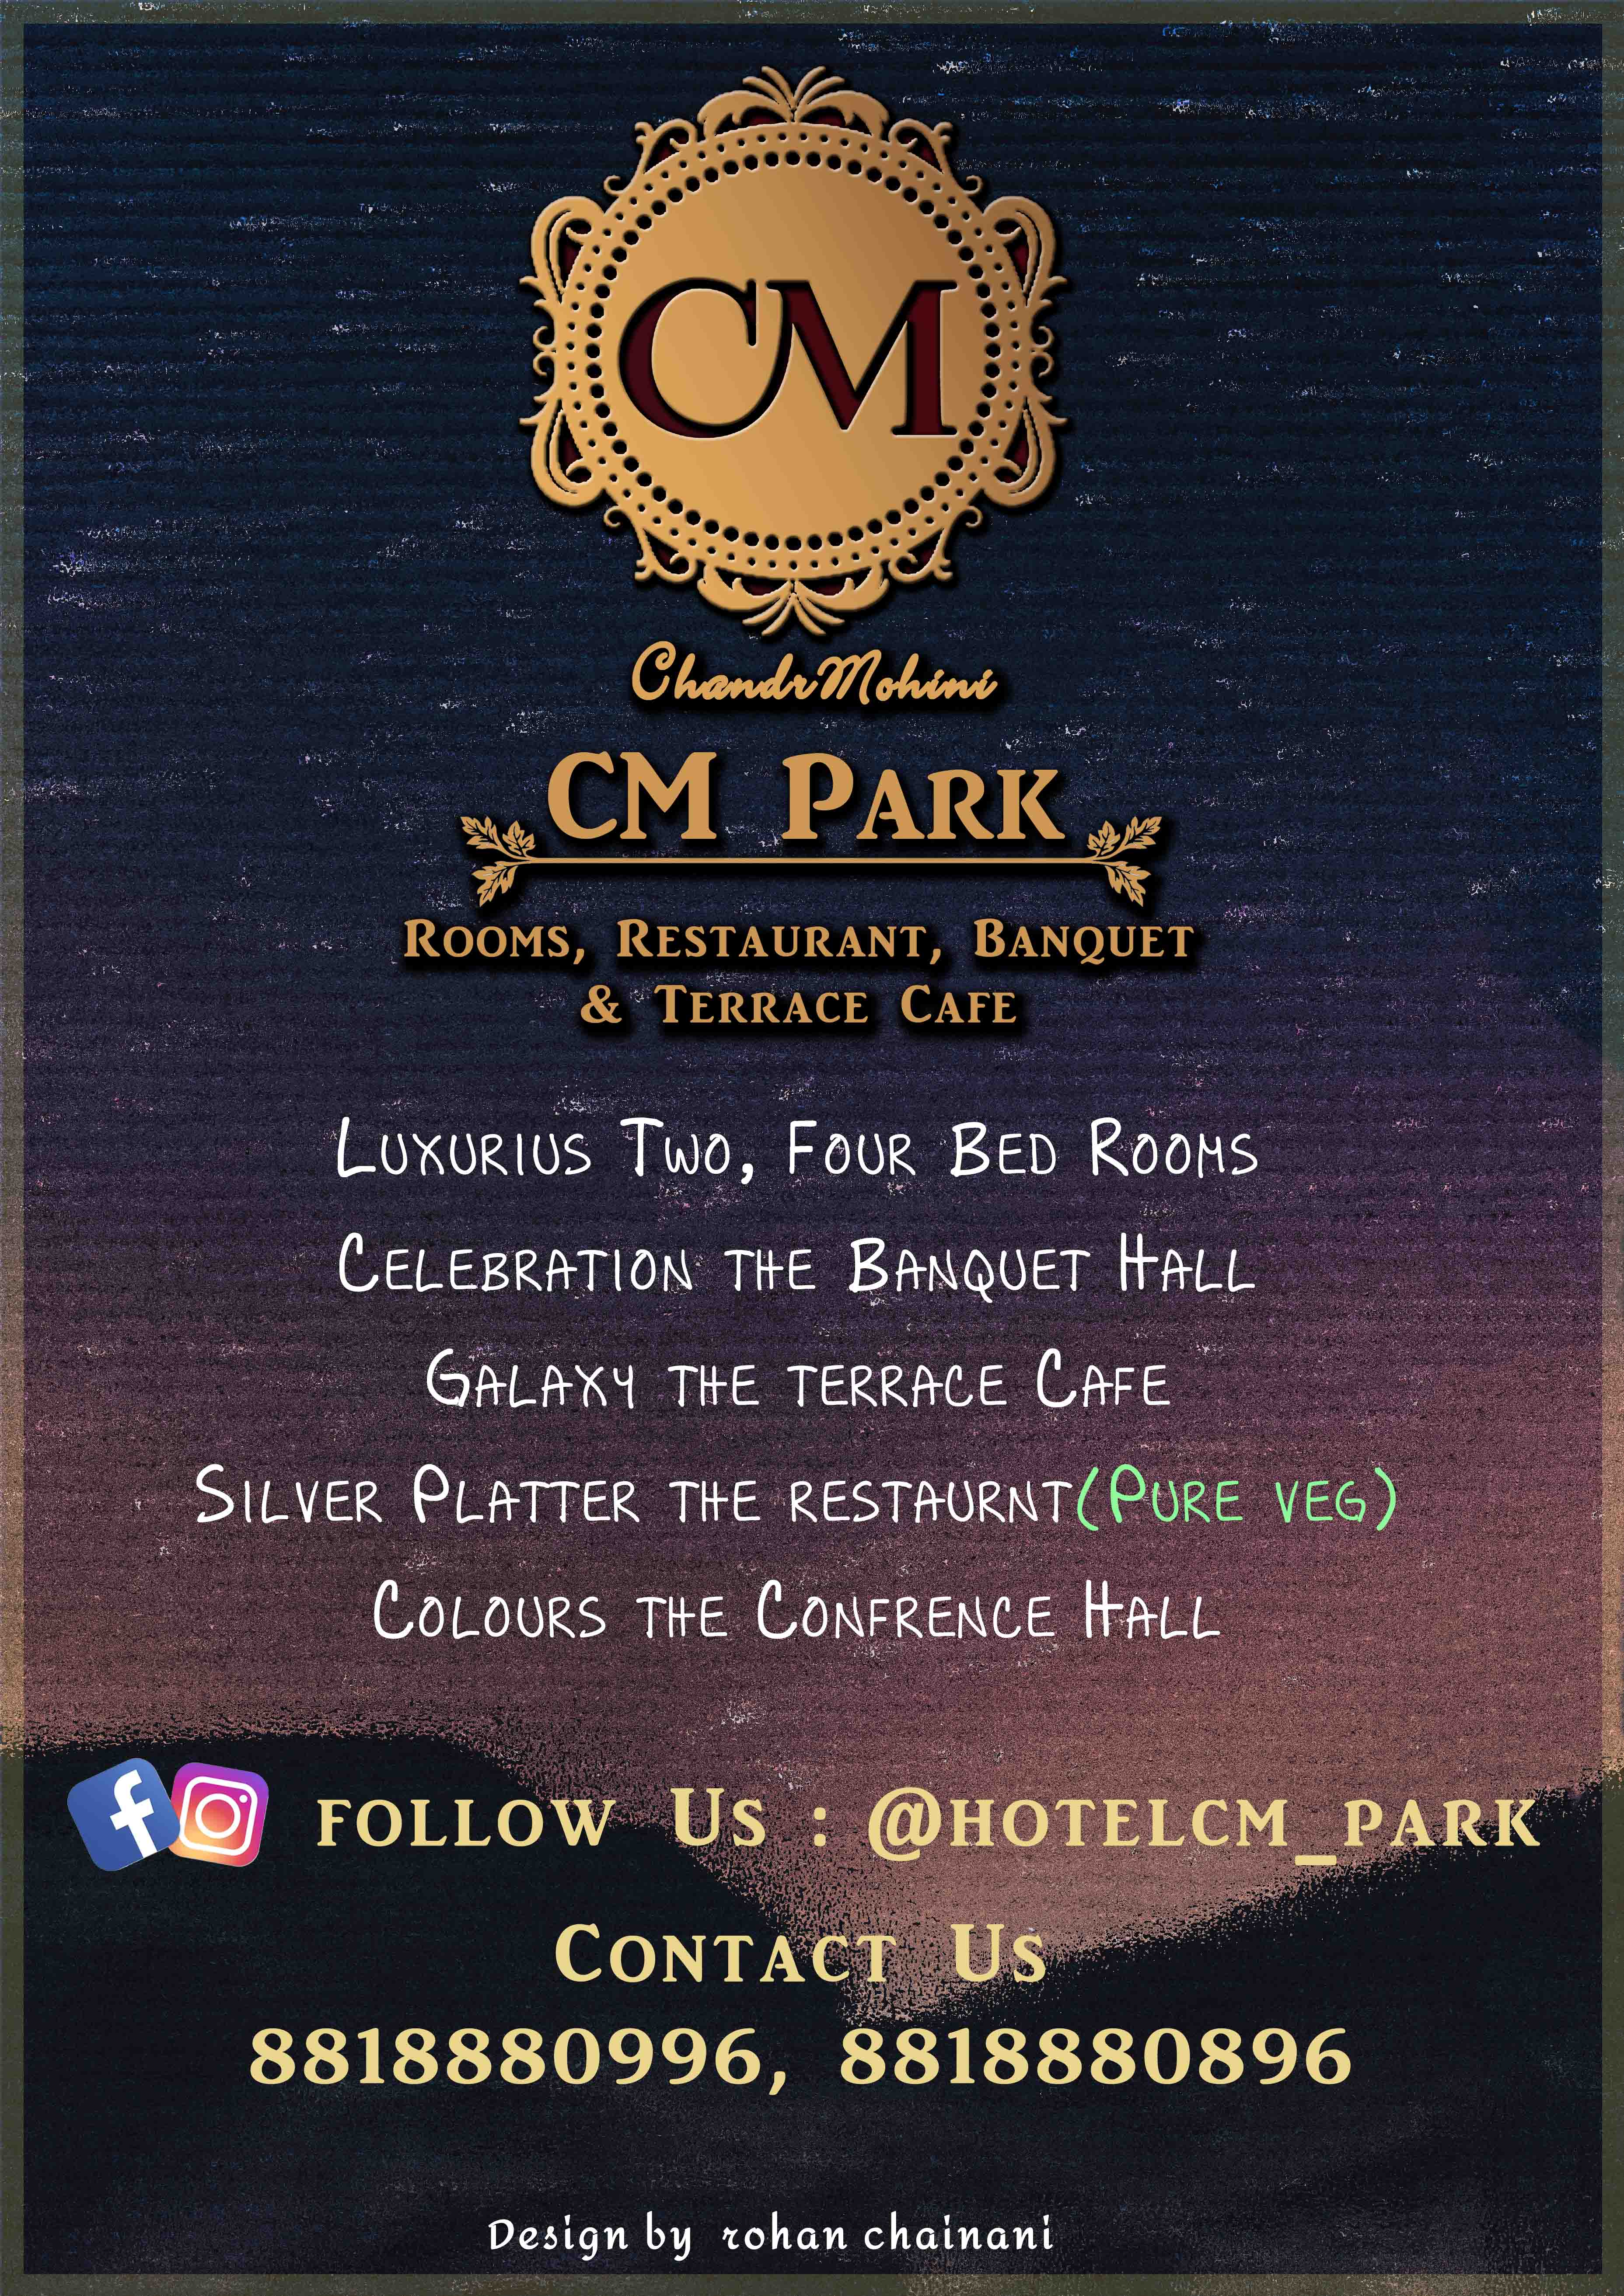 CM
ChandrMohini
CM Park
Rooms, Restaurant, Banquet
& Terrace Cafe
Luxurius Two, Four Bed Rooms
Celebration the Banquet Hall
Galaxy the terrace Cafe
Silver Platter the restaurnt(Pure veg)
Colours the Confrence Hall
f follow Us : @hotelcm_park
Contact Us
8818880996, 8818880896
Design by rohan chainani